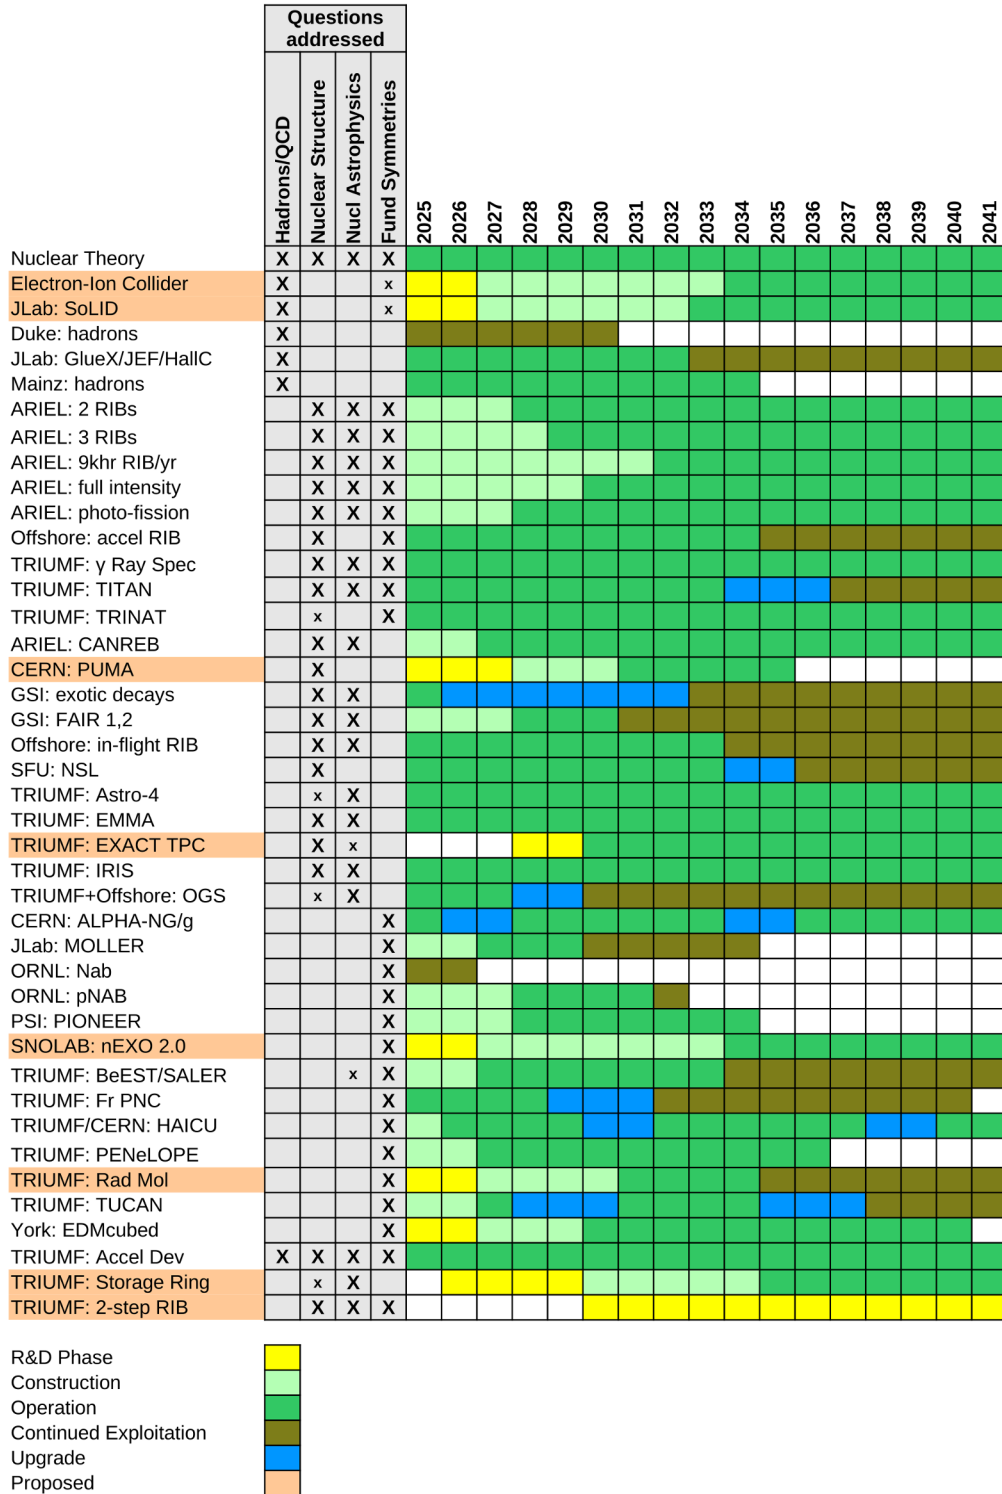 Questions
addressed
Hadrons/QCD
Nuclear Structure
Nucl Astrophysics
Fund Symmetries
2025
2026
2027
2028
2029
2030
2031
2032
2033
2034
2035
2036
2037
2038
2039
2040
2041
Nuclear Theory X X X X
Electron-Ion Collider X x
JLab: SoLID X x
Duke: hadrons X
JLab: GlueX/JEF/HallC X
Mainz: hadrons X
ARIEL: 2 RIBs X X X
ARIEL: 3 RIBs X X X
ARIEL: 9khr RIB/yr X X X
ARIEL: full intensity X X X
ARIEL: photo-fission X X X
Offshore: accel RIB X X
TRIUMF: γ Ray Spec X X X
TRIUMF: TITAN X X X
TRIUMF: TRINAT x X
ARIEL: CANREB X X
CERN: PUMA X
GSI: exotic decays X X
GSI: FAIR 1,2 X X
Offshore: in-flight RIB X X
SFU: NSL X
TRIUMF: Astro-4 x X
TRIUMF: EMMA X X
TRIUMF: EXACT TPC X x
TRIUMF: IRIS X X
TRIUMF+Offshore: OGS x X
CERN: ALPHA-NG/g X
JLab: MOLLER X
ORNL: Nab X
ORNL: pNAB X
PSI: PIONEER X
SNOLAB: nEXO 2.0 X
TRIUMF: BeEST/SALER x X
TRIUMF: Fr PNC X
TRIUMF/CERN: HAICU X
TRIUMF: PENeLOPE X
TRIUMF: Rad Mol X
TRIUMF: TUCAN X
York: EDMcubed X
TRIUMF: Accel Dev X X X X
TRIUMF: Storage Ring x X
TRIUMF: 2-step RIB X X X
R&D Phase
Construction
Operation
Continued Exploitation
Upgrade
Proposed